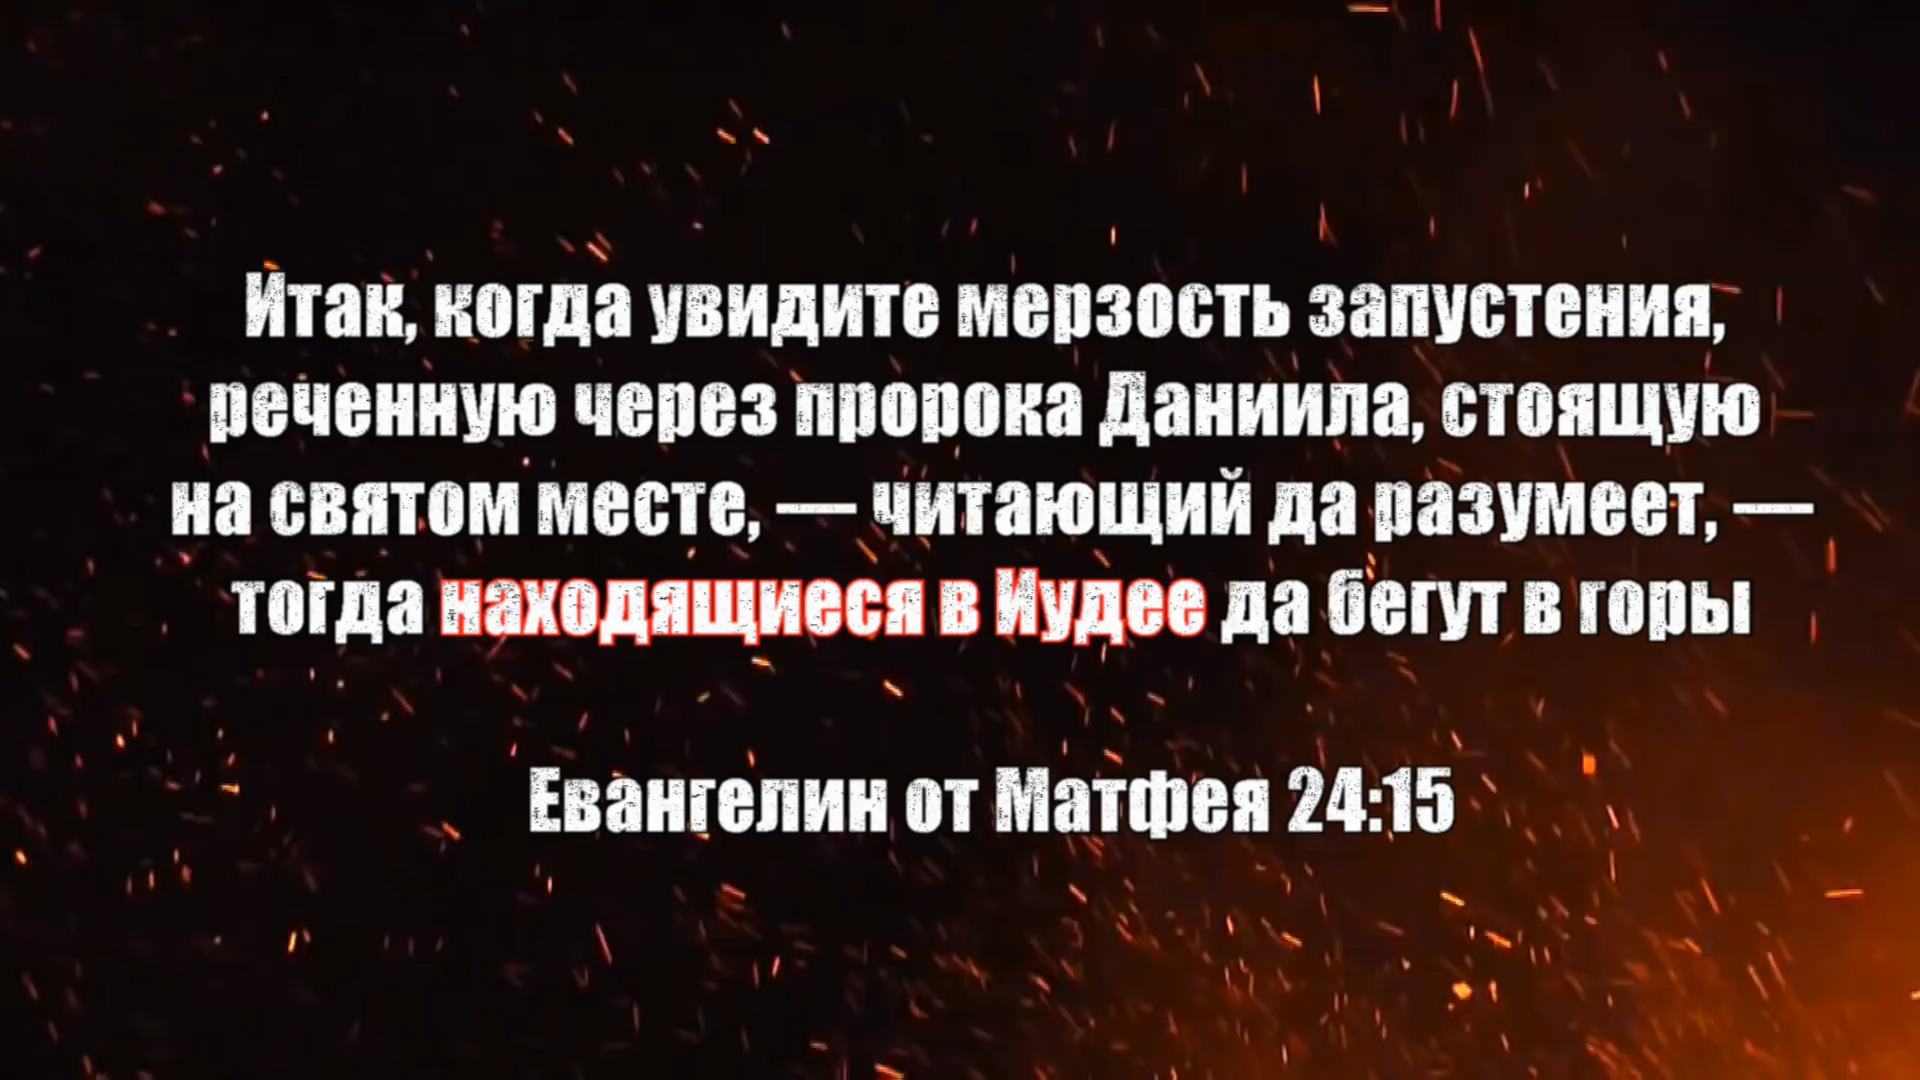 Итак, когда увидите мерзость запустения,
реченную через пророка Даниила, стоящую
на святом месте, — читающий да разумеет, —
тогда находящиеся в Иудее да бегут в горы
Евангелин от Матфея 24:15